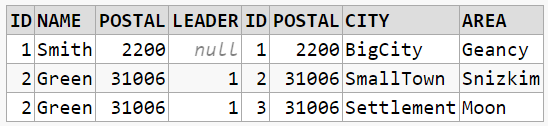 ID NAME POSTAL LEADER ID POSTAL CITY AREA
1 Smith 2200 null 1 2200 BigCity Geancy
2 Green 31006 1 2 31006 SmallTown Snizkim
2 Green 31006 1 3 31006 Settlement Moon